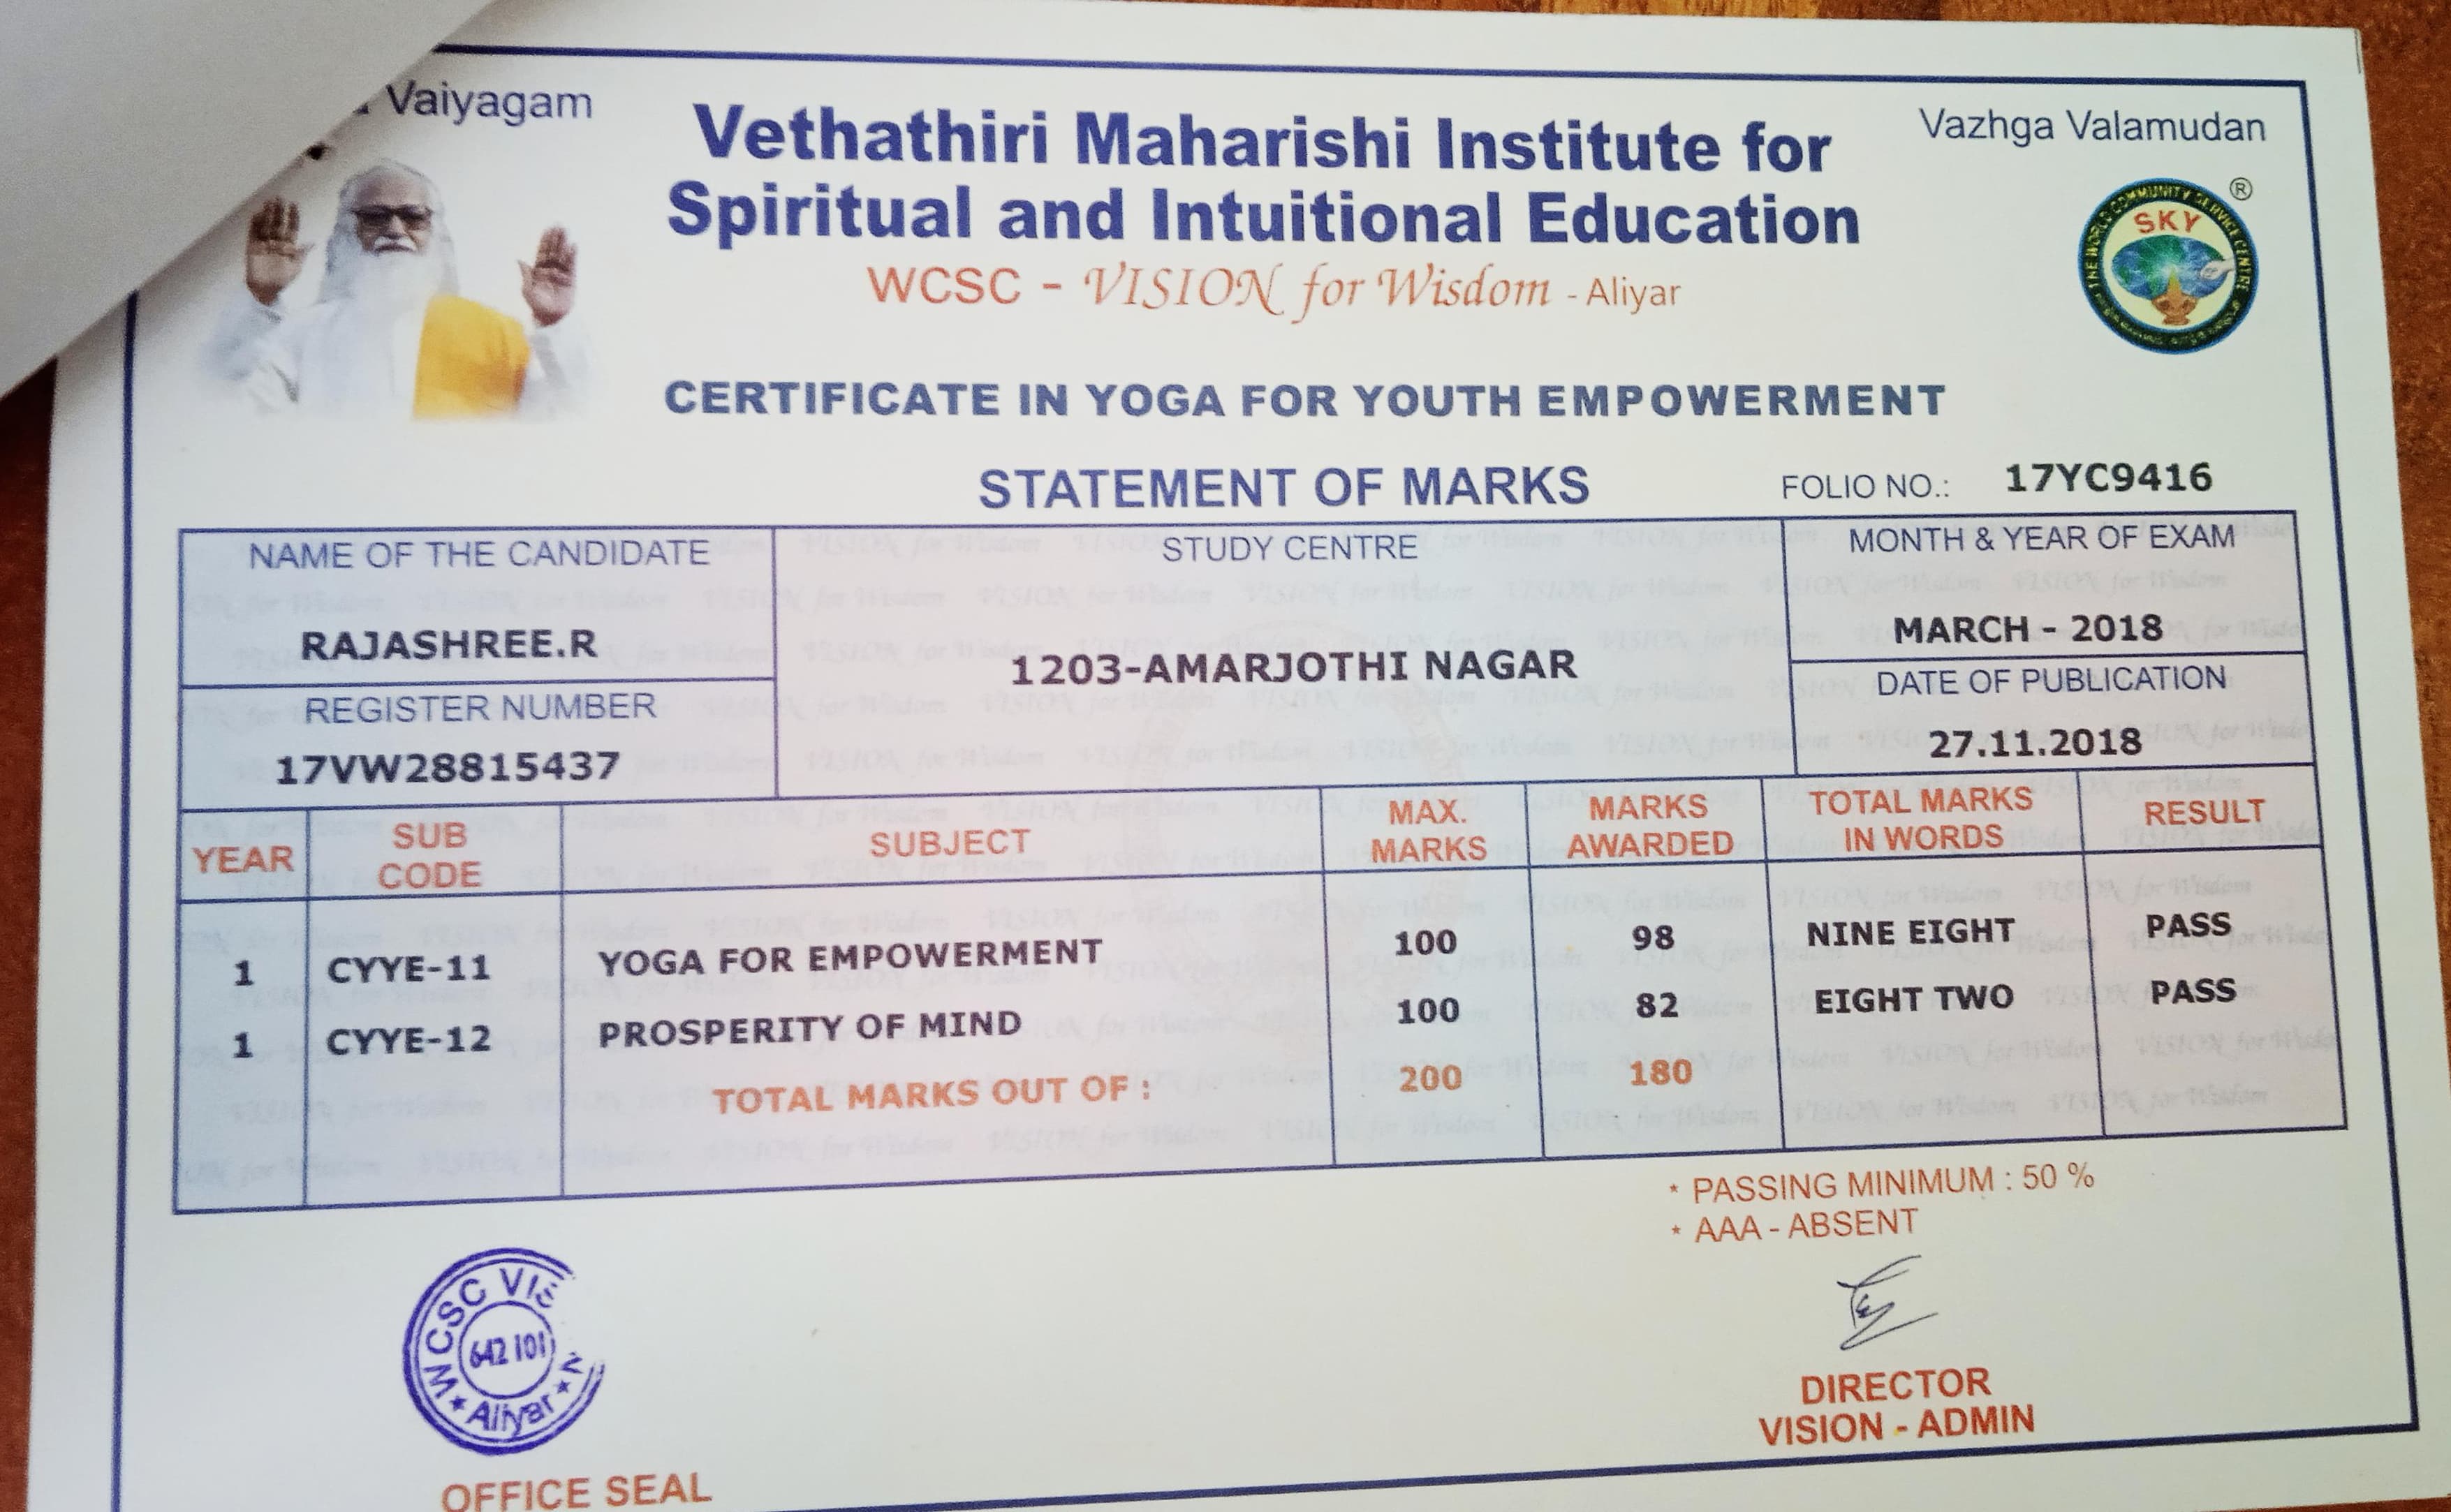 Vaiyagam
Vazhga Valamudan
Vethathiri Maharishi Institute for
Spiritual and Intuitional Education
WCSC - VISION for Wisdom - Aliyar
®
THE WORLD COMMUNITY SERVICE CENTRE
SKY
CERTIFICATE IN YOGA FOR YOUTH EMPOWERMENT
STATEMENT OF MARKS
FOLIO NO.: 17YC9416
NAME OF THE CANDIDATE
RAJASHREE.R
REGISTER NUMBER
17VW28815437
STUDY CENTRE
1203-AMARJOTHI NAGAR
MONTH & YEAR OF EXAM
MARCH - 2018
DATE OF PUBLICATION
27.11.2018
YEAR SUB CODE SUBJECT MAX. MARKS MARKS AWARDED TOTAL MARKS IN WORDS RESULT
1 CYYE-11 YOGA FOR EMPOWERMENT 100 98 NINE EIGHT PASS
1 CYYE-12 PROSPERITY OF MIND 100 82 EIGHT TWO PASS
TOTAL MARKS OUT OF : 200 180
* PASSING MINIMUM : 50 %
* AAA - ABSENT
WCSC VIS
642 101
★ Aliyar ★ N
OFFICE SEAL
DIRECTOR
VISION - ADMIN